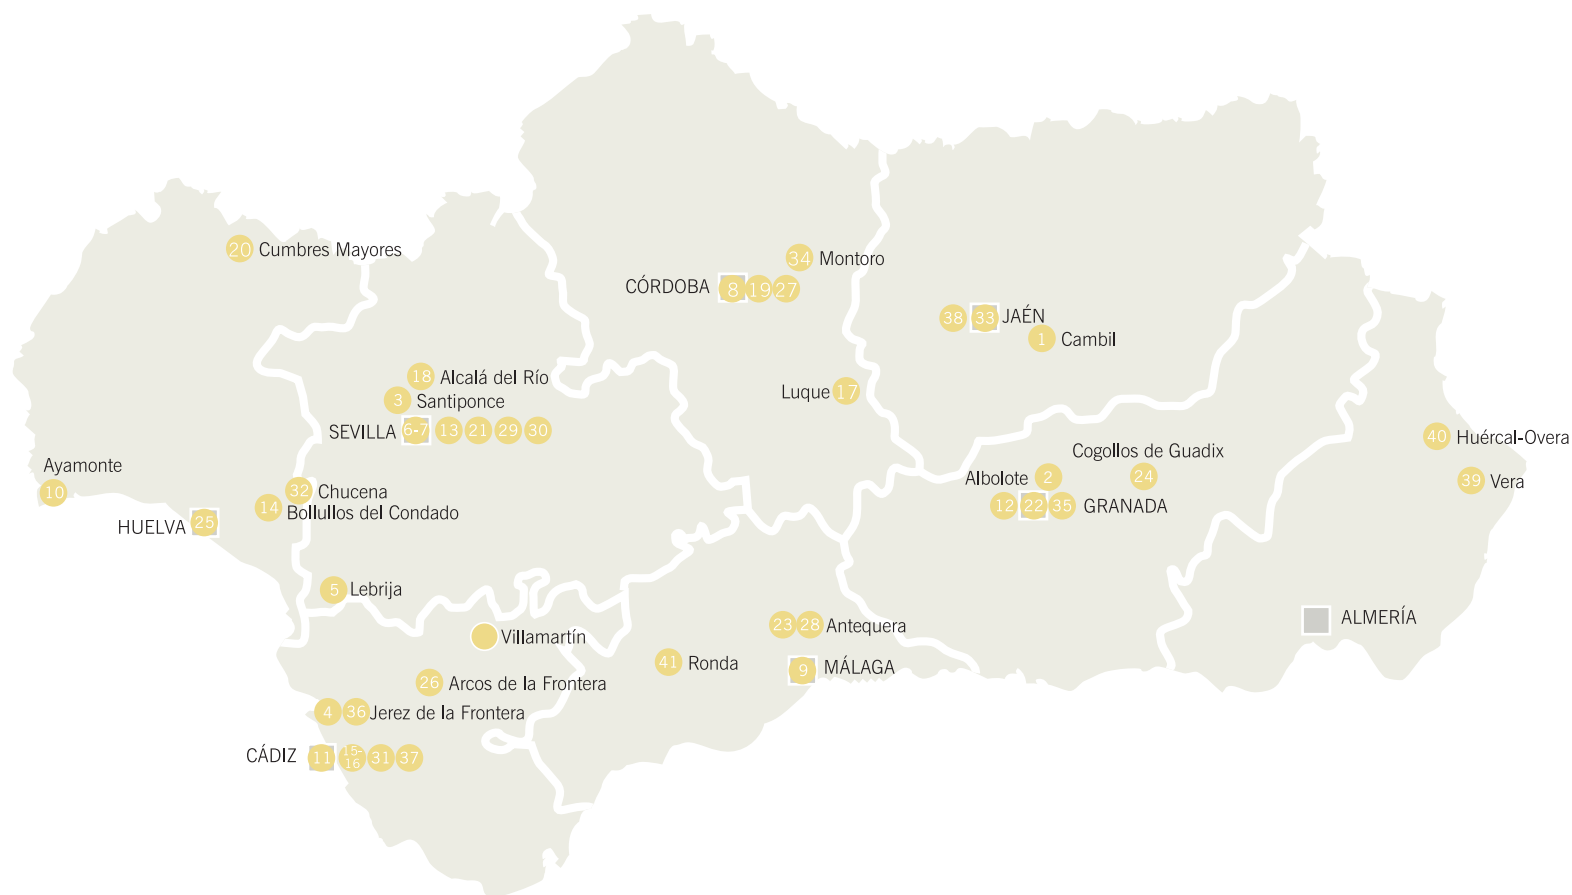 20 Cumbres Mayores
34 Montoro
CÓRDOBA 8 19 27
38 33 JAÉN
1 Cambil
18 Alcalá del Río
Luque 17
3 Santiponce
SEVILLA 6-7 13 21 29 30
40 Huércal-Overa
Cogollos de Guadix
24
Ayamonte
10
Albolote 2
39 Vera
32 Chucena
14 Bollullos del Condado
12 22 35 GRANADA
HUELVA 25
5 Lebrija
ALMERÍA
23 28 Antequera
Villamartín
41 Ronda
9 MÁLAGA
26 Arcos de la Frontera
4 36 Jerez de la Frontera
CÁDIZ 11 15-
16 31 37